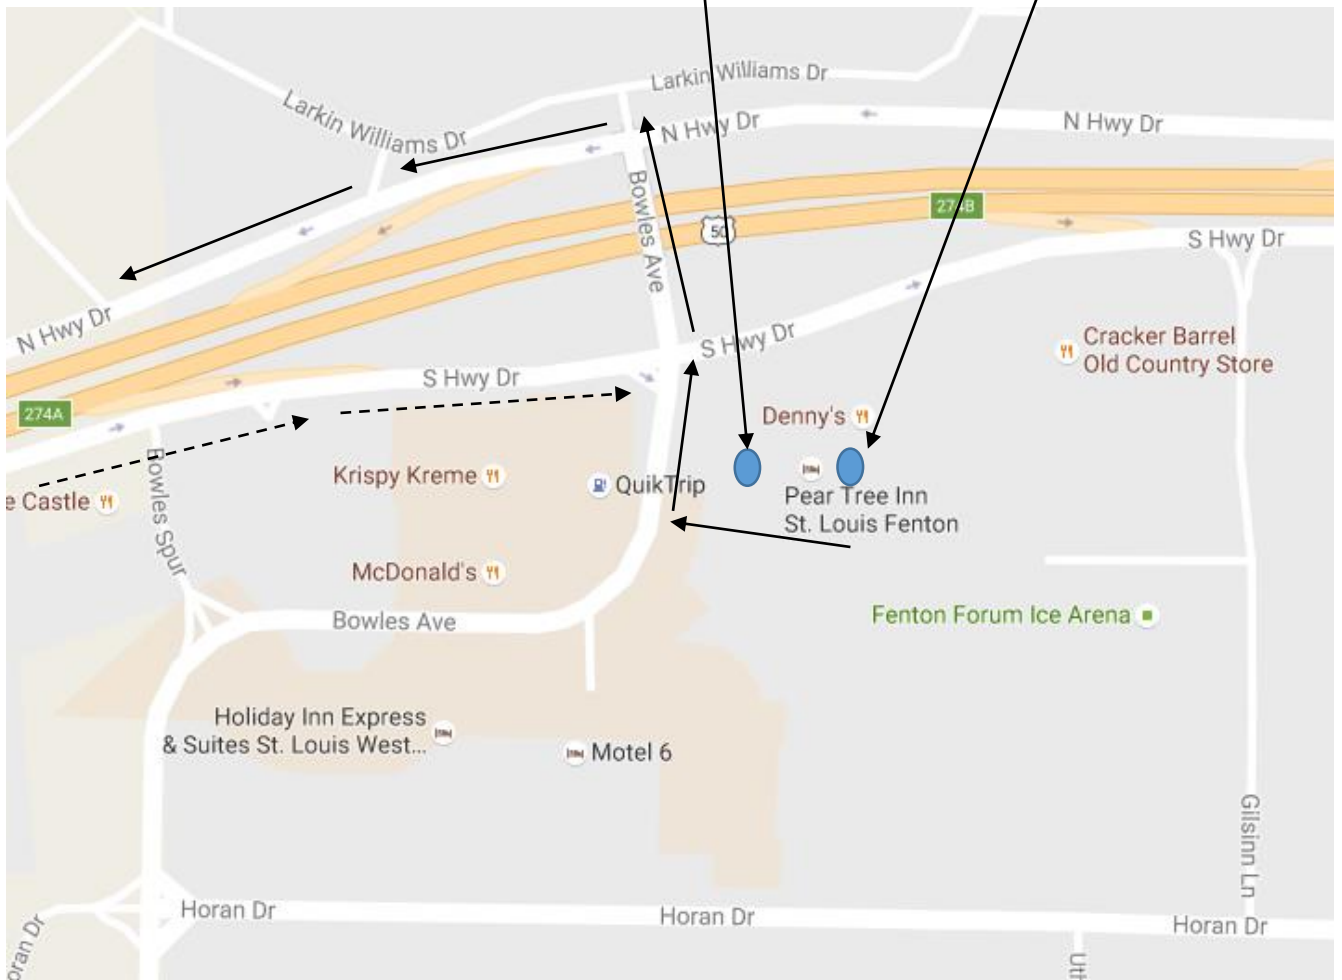 Larkin Williams Dr
Larkin Williams Dr
N Hwy Dr
N Hwy Dr
Bowles Ave
50
274B
S Hwy Dr
N Hwy Dr
S Hwy Dr
Cracker Barrel
Old Country Store
S Hwy Dr
274A
Denny's
Bowles Spur
Krispy Kreme
QuikTrip
e Castle
Pear Tree Inn
St. Louis Fenton
McDonald's
Bowles Ave
Fenton Forum Ice Arena
Holiday Inn Express
& Suites St. Louis West...
Motel 6
Gilsinn Ln
Horan Dr
Horan Dr
Horan Dr
oran Dr